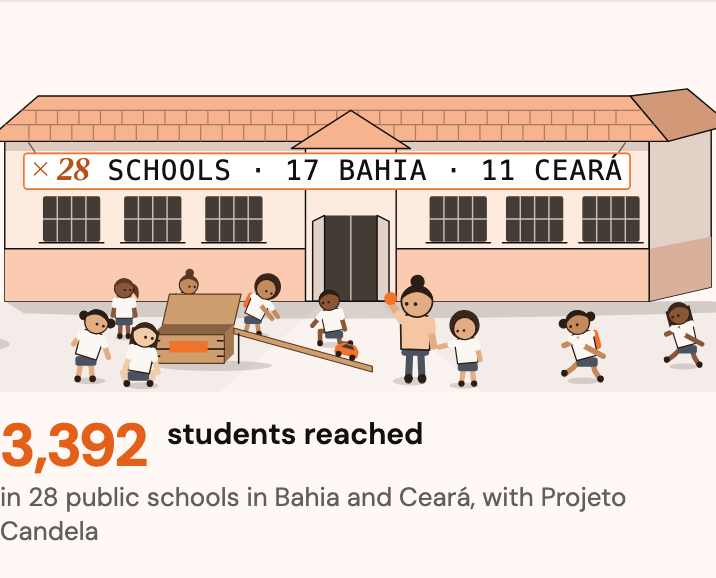 × 28 SCHOOLS · 17 BAHIA · 11 CEARÁ
3,392 students reached
in 28 public schools in Bahia and Ceará, with Projeto
Candela